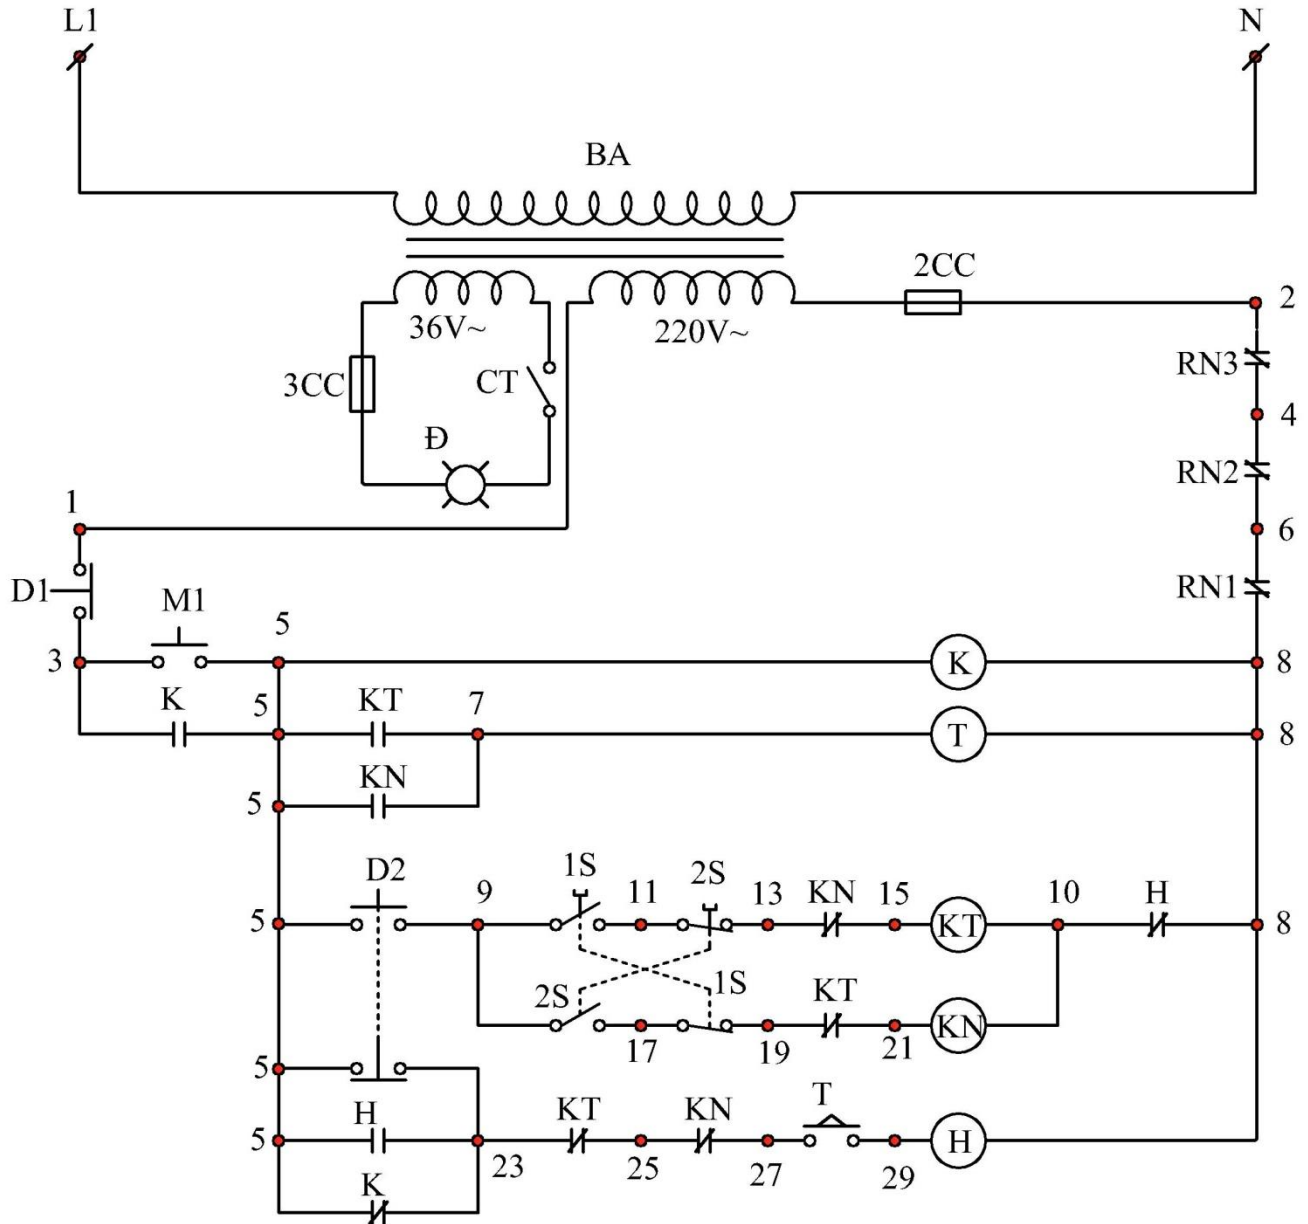 L1 N
BA
2CC
2
36V~ 220V~
3CC CT RN3
4
Đ
RN2
1
6
D1
M1 RN1
5
3 K 8
K 5 KT 7
T 8
KN
5
D2 1S 2S
9 11 13 KN 15 10 H
5 KT 8
2S 1S KT
17 19 21 KN
5
H KT KN T
5 H
23 25 27 29
K